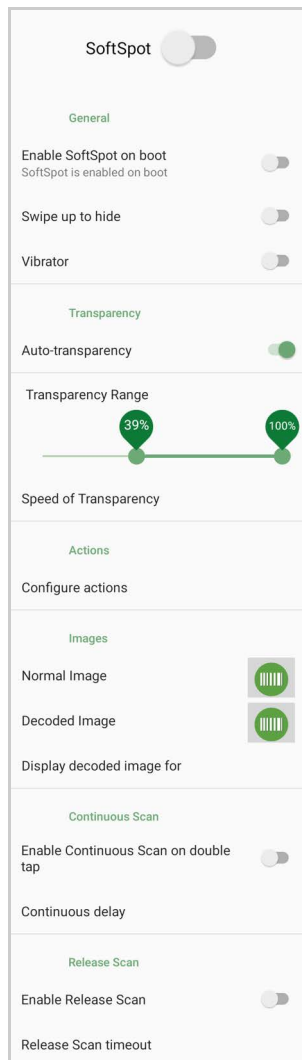 SoftSpot
General
Enable SoftSpot on boot
SoftSpot is enabled on boot
Swipe up to hide
Vibrator
Transparency
Auto-transparency
Transparency Range
39% 100%
Speed of Transparency
Actions
Configure actions
Images
Normal Image
Decoded Image
Display decoded image for
Continuous Scan
Enable Continuous Scan on double
tap
Continuous delay
Release Scan
Enable Release Scan
Release Scan timeout